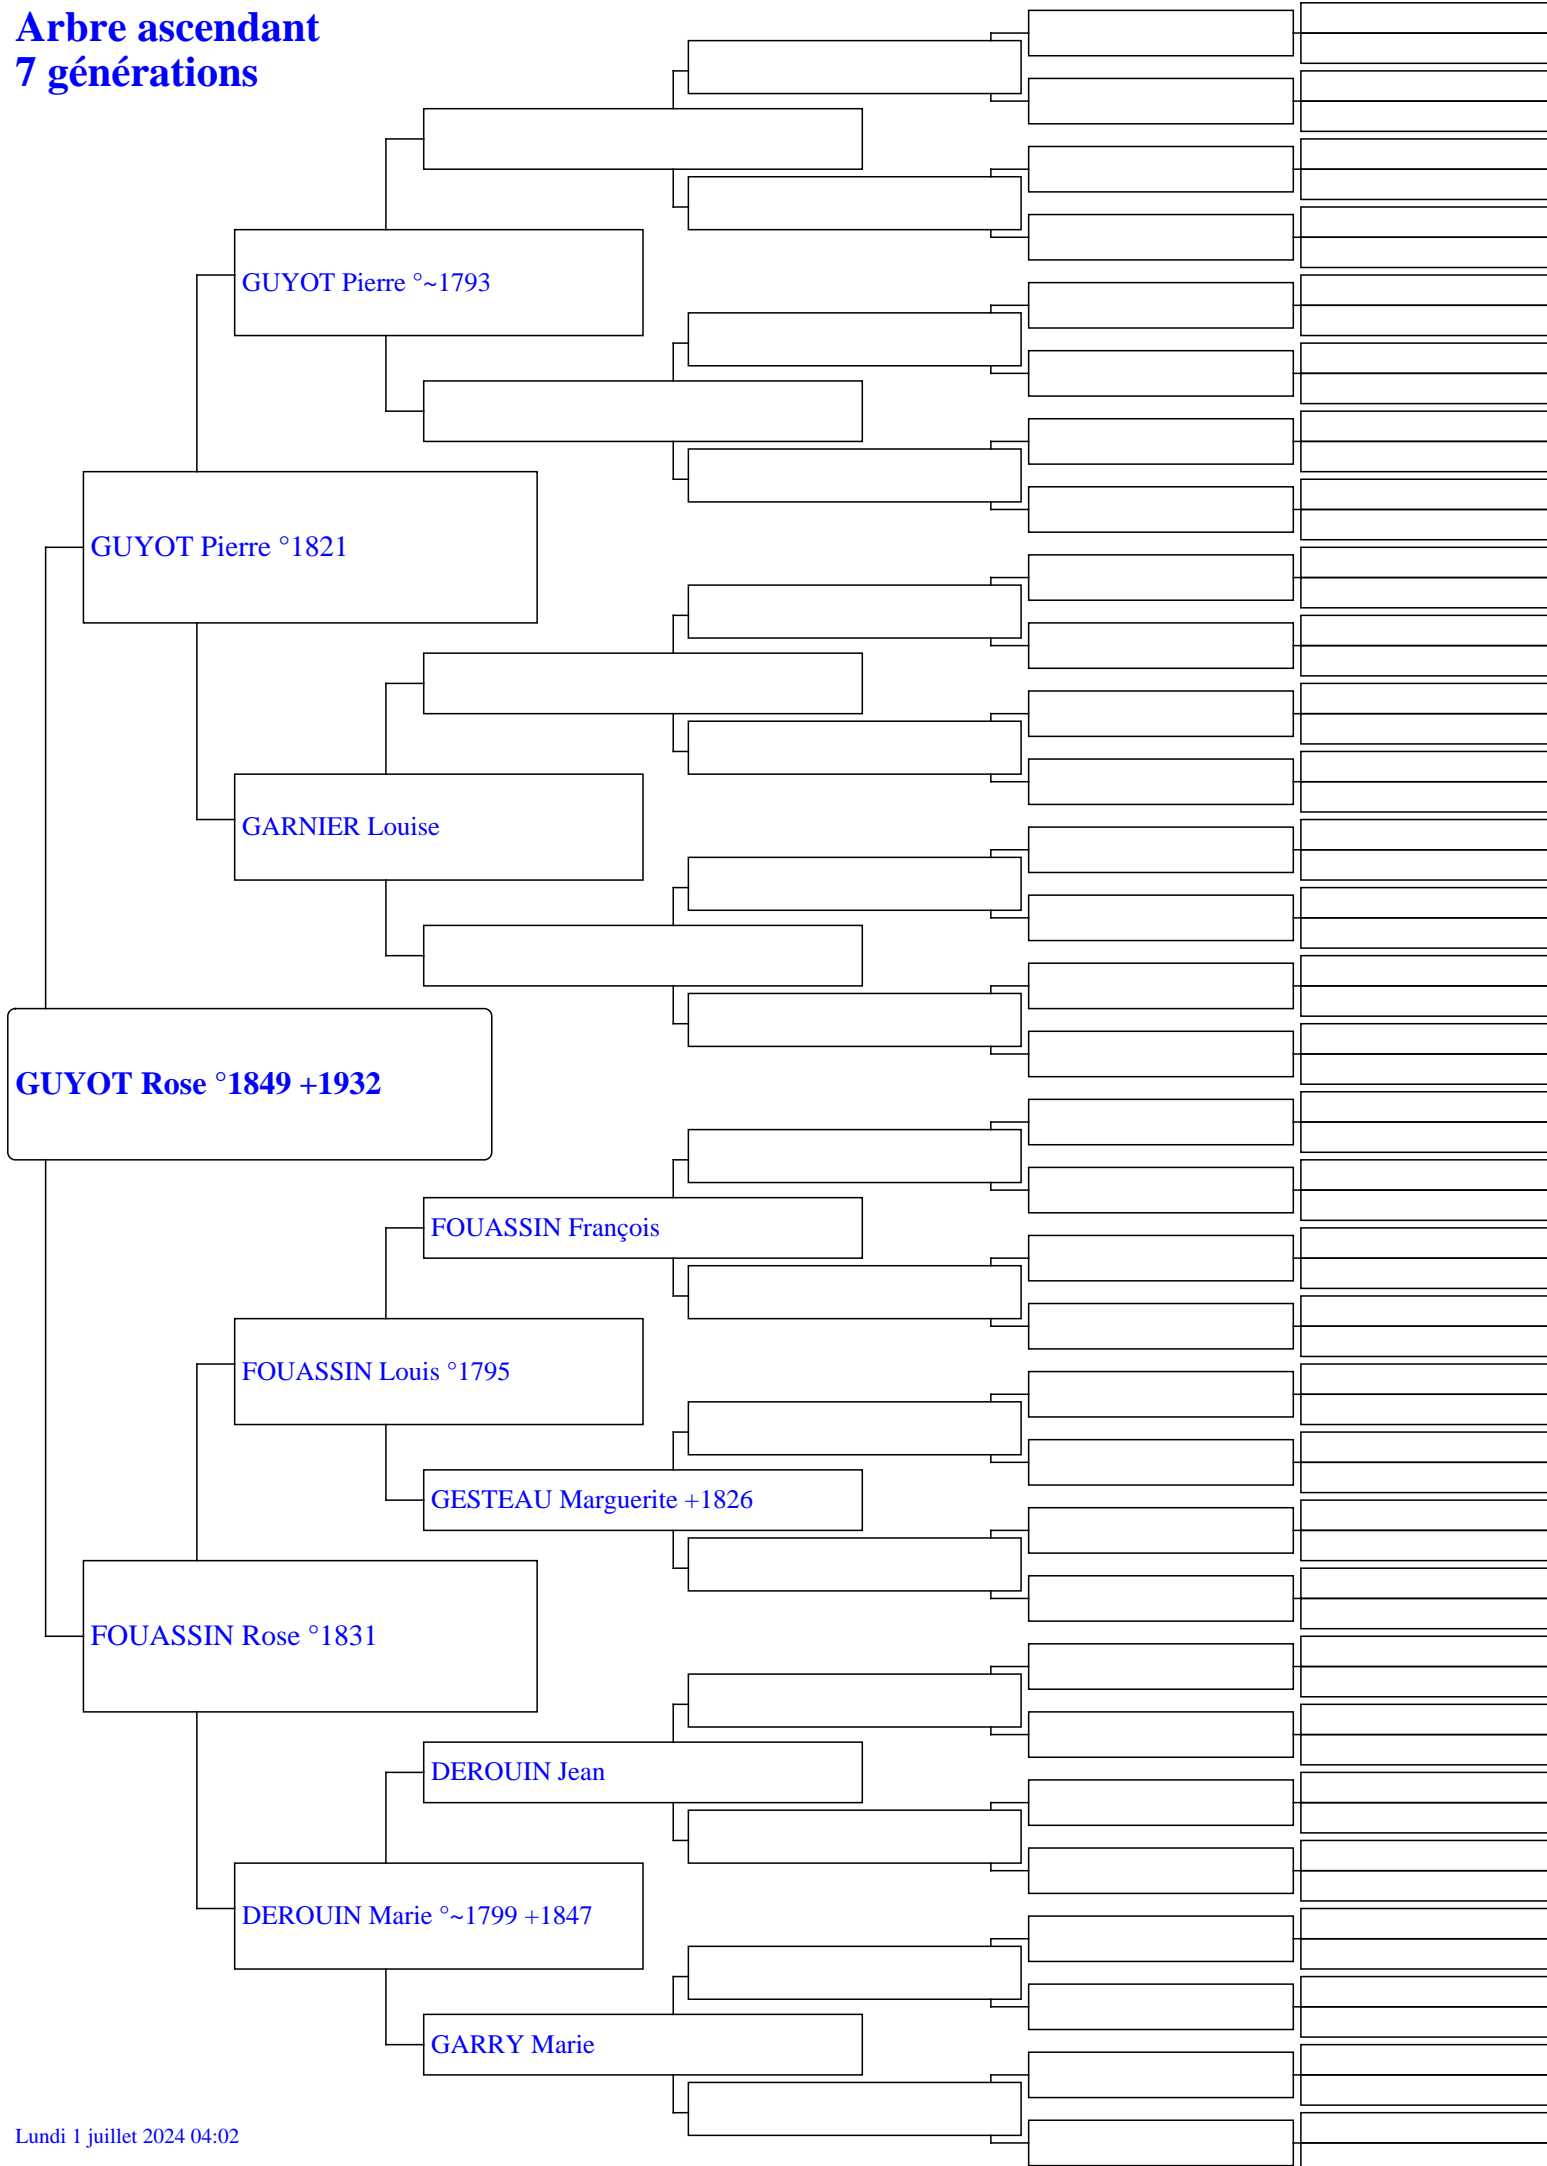 Arbre ascendant
7 générations
GUYOT Pierre °~1793
GUYOT Pierre °1821
GARNIER Louise
GUYOT Rose °1849 +1932
FOUASSIN François
FOUASSIN Louis °1795
GESTEAU Marguerite +1826
FOUASSIN Rose °1831
DEROUIN Jean
DEROUIN Marie °~1799 +1847
GARRY Marie
Lundi 1 juillet 2024 04:02